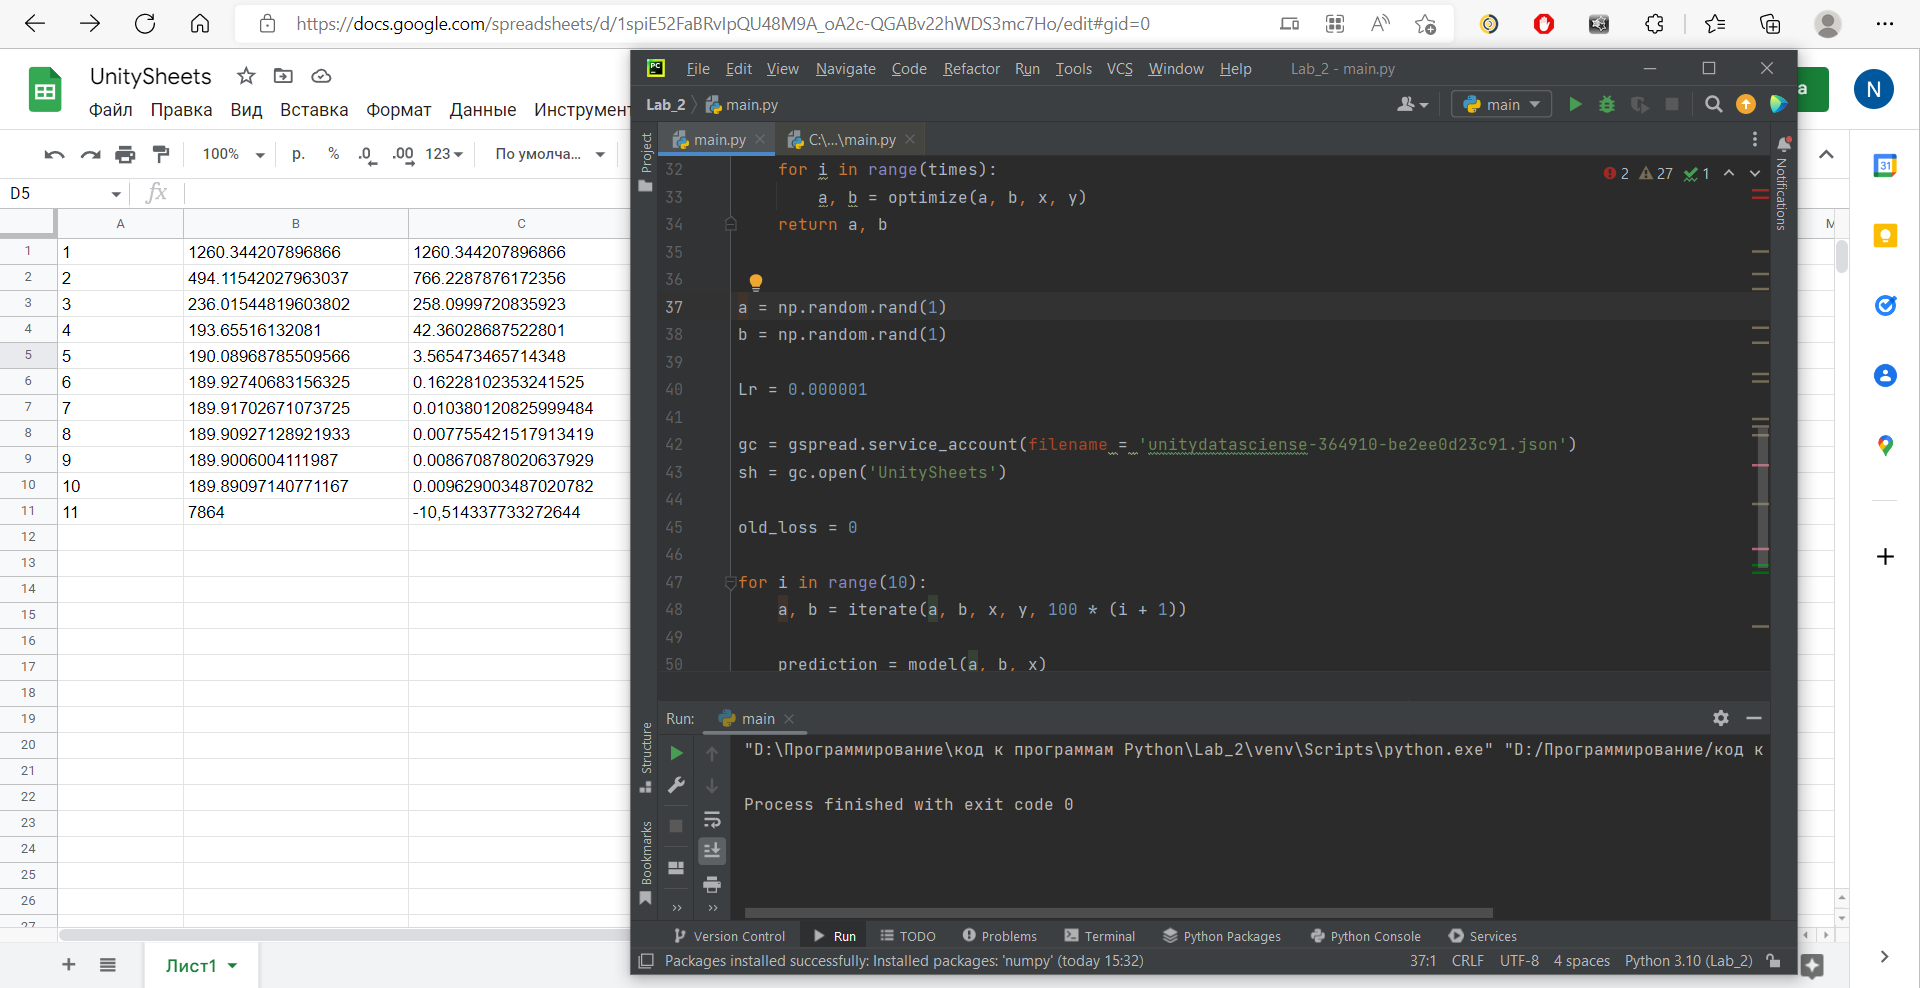 https://docs.google.com/spreadsheets/d/1spiE52FaBRvIpQU48M9A_oA2c-QGABv22hWDS3mc7Ho/edit#gid=0
UnitySheets
Файл Правка Вид Вставка Формат Данные Инструмент
100% р. % .0 .00 123 По умолча...
D5 fx
A B C
1 1 1260.344207896866 1260.344207896866
2 2 494.11542027963037 766.2287876172356
3 3 236.01544819603802 258.0999720835923
4 4 193.65516132081 42.36028687522801
5 5 190.08968785509566 3.565473465714348
6 6 189.92740683156325 0.16228102353241525
7 7 189.91702671073725 0.010380120825999484
8 8 189.90927128921933 0.007755421517913419
9 9 189.9006004111987 0.008670878020637929
10 10 189.89097140771167 0.009629003487020782
11 11 7864 -10,514337733272644
12
13
14
15
16
17
18
19
20
21
22
23
24
25
26
27
Лист1
PC File Edit View Navigate Code Refactor Run Tools VCS Window Help Lab_2 - main.py
Lab_2 main.py main
main.py C:\...\main.py
Project
Notifications
2 27 1
32 for i in range(times):
33 a, b = optimize(a, b, x, y)
34 return a, b
35
36
37 a = np.random.rand(1)
38 b = np.random.rand(1)
39
40 Lr = 0.000001
41
42 gc = gspread.service_account(filename = 'unitydatasciense-364910-be2ee0d23c91.json')
43 sh = gc.open('UnitySheets')
44
45 old_loss = 0
46
47 for i in range(10):
48 a, b = iterate(a, b, x, y, 100 * (i + 1))
49
50 prediction = model(a, b, x)
Run: main
Structure
Bookmarks
"D:\Программирование\код к программам Python\Lab_2\venv\Scripts\python.exe" "D:/Программирование/код к
Process finished with exit code 0
Version Control Run TODO Problems Terminal Python Packages Python Console Services
Packages installed successfully: Installed packages: 'numpy' (today 15:32) 37:1 CRLF UTF-8 4 spaces Python 3.10 (Lab_2)
а
N
31